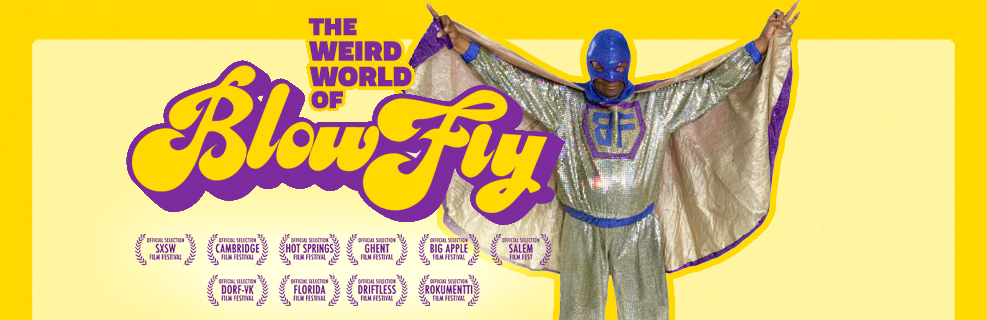 THE
WEIRD
WORLD
OF
BlowFly
BF
OFFICIAL SELECTION
SXSW
FILM FESTIVAL
OFFICIAL SELECTION
CAMBRIDGE
FILM FESTIVAL
OFFICIAL SELECTION
HOT SPRINGS
FILM FESTIVAL
OFFICIAL SELECTION
GHENT
FILM FESTIVAL
OFFICIAL SELECTION
BIG APPLE
FILM FESTIVAL
OFFICIAL SELECTION
SALEM
FILM FEST
OFFICIAL SELECTION
DORF-VK
FILM FESTIVAL
OFFICIAL SELECTION
FLORIDA
FILM FESTIVAL
OFFICIAL SELECTION
DRIFTLESS
FILM FESTIVAL
OFFICIAL SELECTION
ROKUMENTTI
FILM FESTIVAL